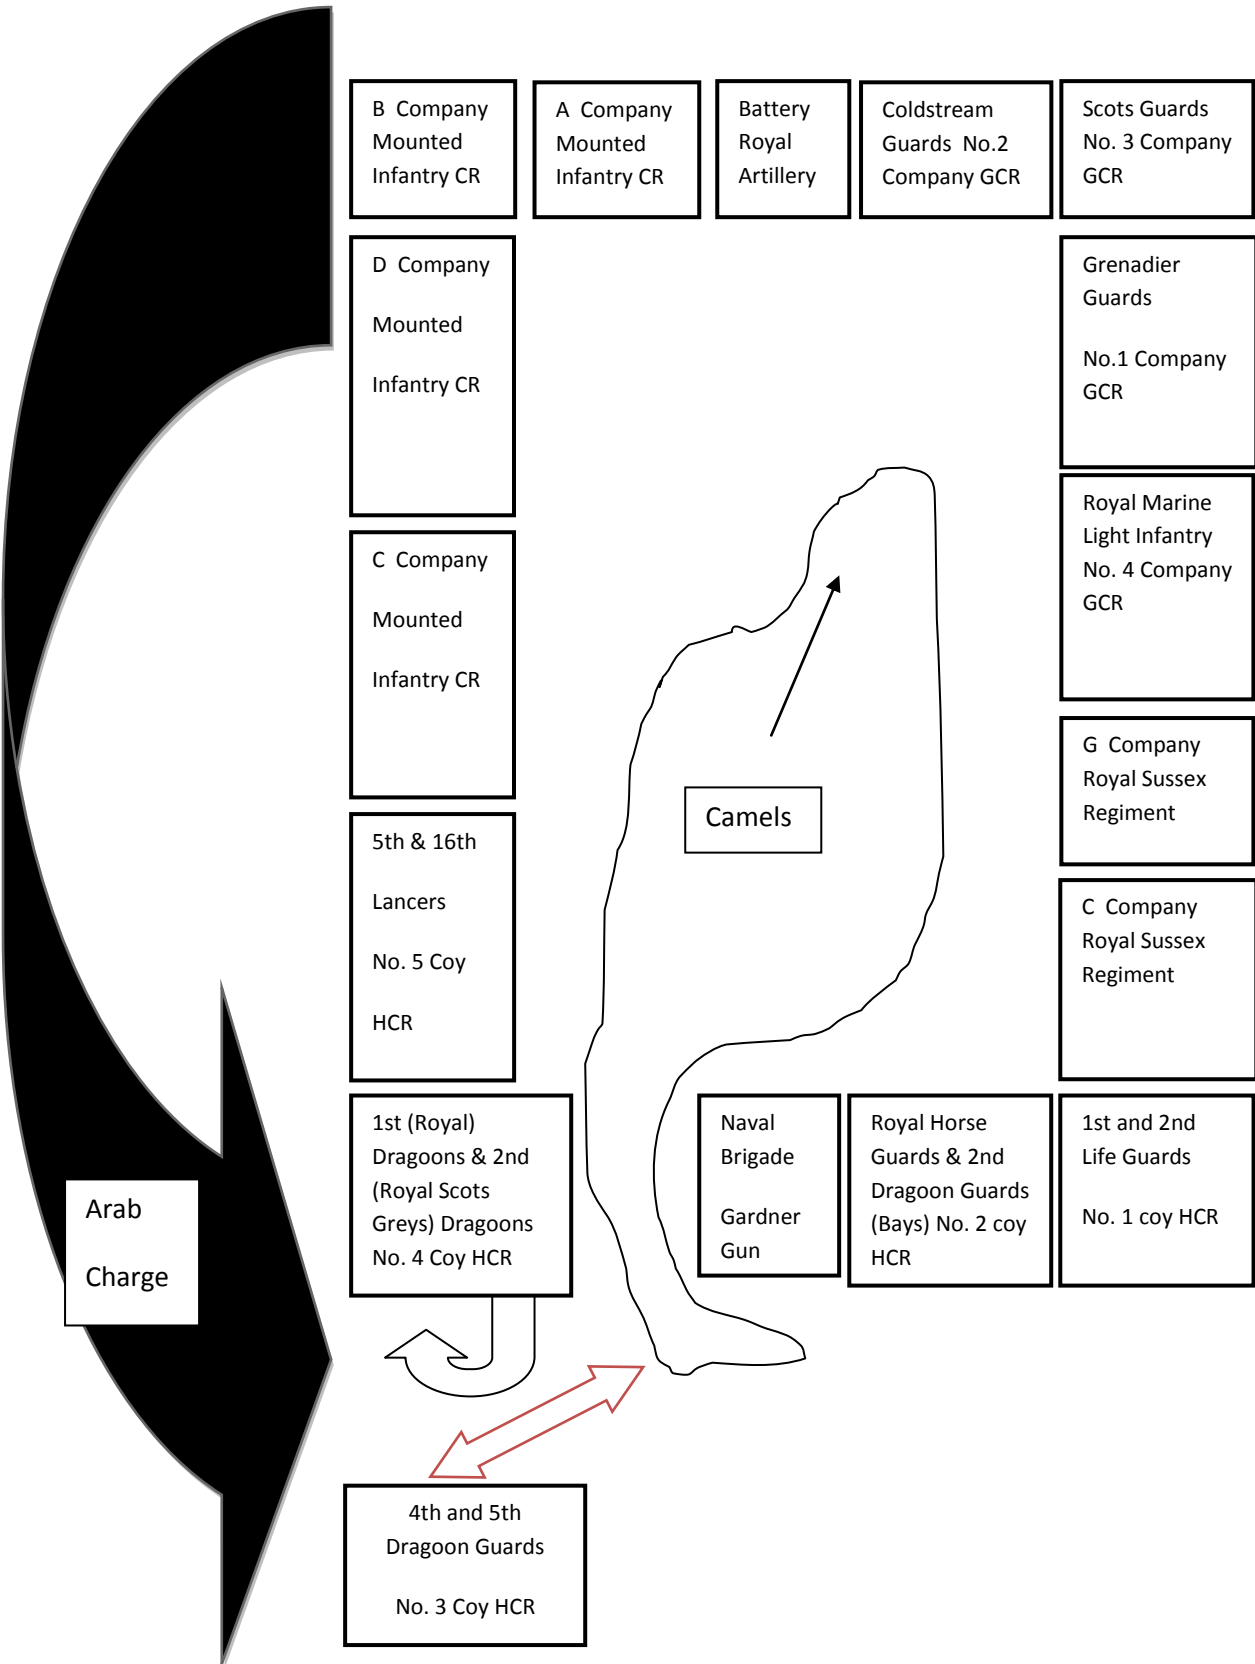 B Company
Mounted
Infantry CR
A Company
Mounted
Infantry CR
Battery
Royal
Artillery
Coldstream
Guards No.2
Company GCR
Scots Guards
No. 3 Company
GCR
D Company
Mounted
Infantry CR
Grenadier
Guards
No.1 Company
GCR
C Company
Mounted
Infantry CR
Royal Marine
Light Infantry
No. 4 Company
GCR
Camels
G Company
Royal Sussex
Regiment
5th & 16th
Lancers
No. 5 Coy
HCR
C Company
Royal Sussex
Regiment
1st (Royal)
Dragoons & 2nd
(Royal Scots
Greys) Dragoons
No. 4 Coy HCR
Naval
Brigade
Gardner
Gun
Royal Horse
Guards & 2nd
Dragoon Guards
(Bays) No. 2 coy
HCR
1st and 2nd
Life Guards
No. 1 coy HCR
Arab
Charge
4th and 5th
Dragoon Guards
No. 3 Coy HCR